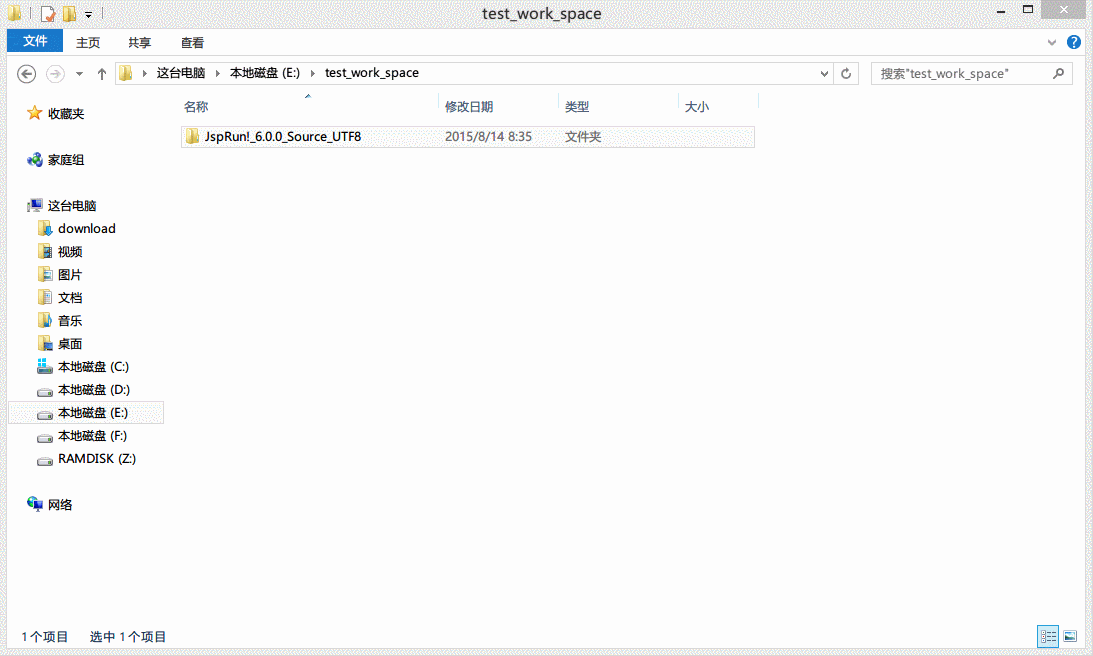 test_work_space
文件 主页 共享 查看
这台电脑 本地磁盘 (E:) test_work_space 搜索"test_work_space"
名称 修改日期 类型 大小
JspRun!_6.0.0_Source_UTF8 2015/8/14 8:35 文件夹
收藏夹
家庭组
这台电脑
download
视频
图片
文档
音乐
桌面
本地磁盘 (C:)
本地磁盘 (D:)
本地磁盘 (E:)
本地磁盘 (F:)
RAMDISK (Z:)
网络
1 个项目 选中 1 个项目